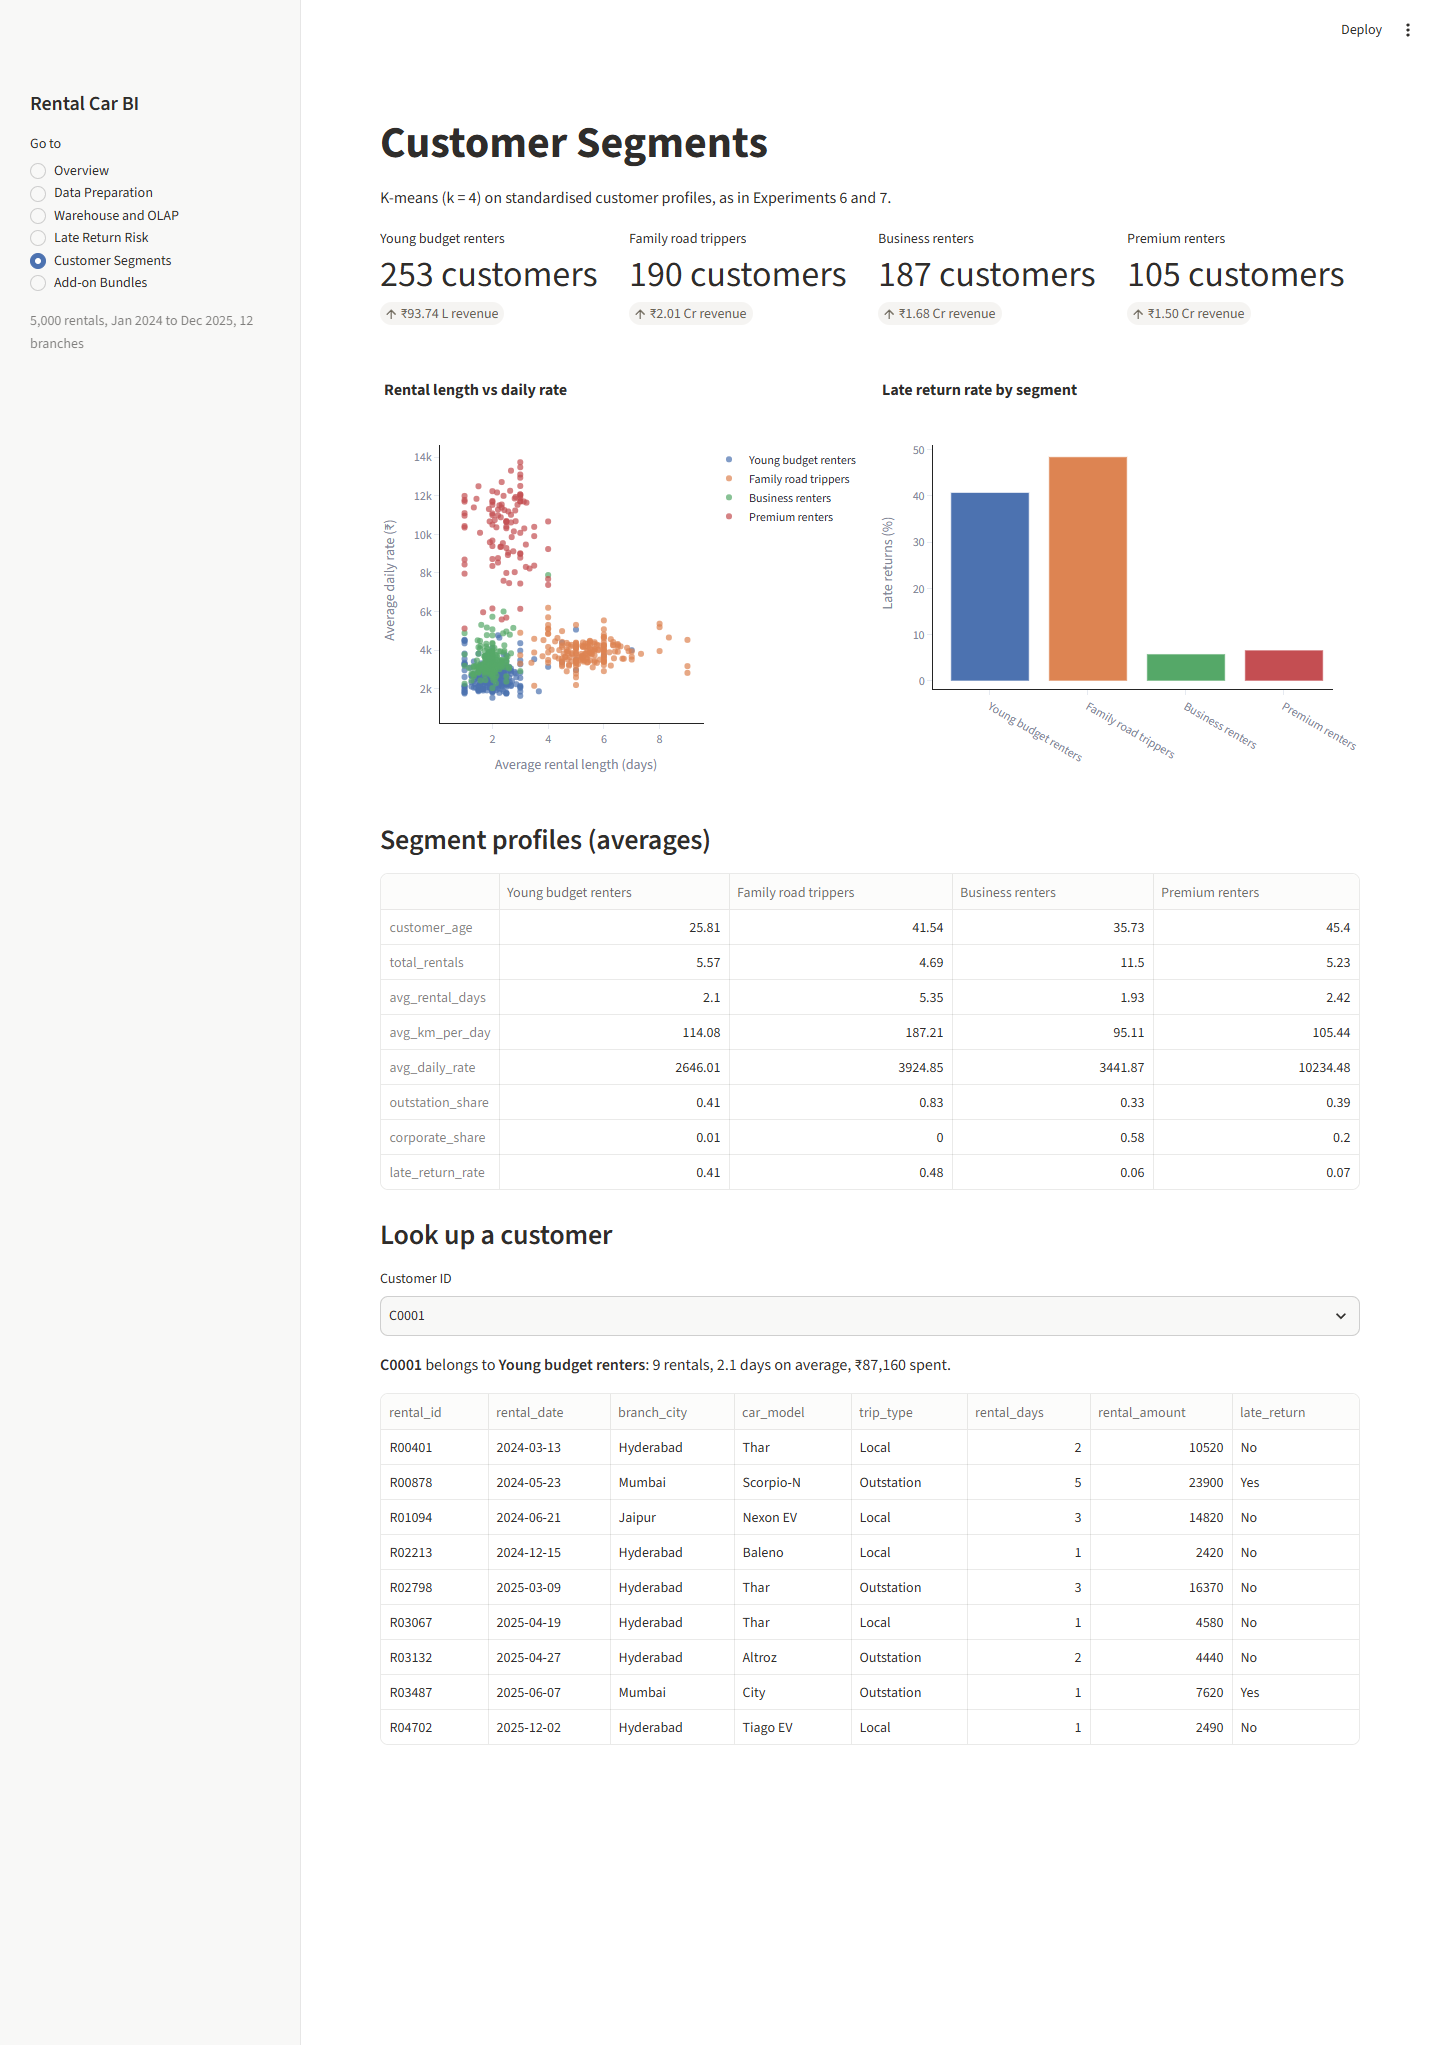 Deploy
Rental Car BI
Go to
Overview
Data Preparation
Warehouse and OLAP
Late Return Risk
Customer Segments
Add-on Bundles
5,000 rentals, Jan 2024 to Dec 2025, 12
branches
Customer Segments
K-means (k = 4) on standardised customer profiles, as in Experiments 6 and 7.
Young budget renters
253 customers
↑ ₹93.74 L revenue
Family road trippers
190 customers
↑ ₹2.01 Cr revenue
Business renters
187 customers
↑ ₹1.68 Cr revenue
Premium renters
105 customers
↑ ₹1.50 Cr revenue
Rental length vs daily rate
14k
12k
10k
8k
6k
4k
2k
Average daily rate (₹)
2 4 6 8
Average rental length (days)
Young budget renters
Family road trippers
Business renters
Premium renters
Late return rate by segment
50
40
30
20
10
0
Late returns (%)
Young budget renters
Family road trippers
Business renters
Premium renters
Segment profiles (averages)
Young budget renters Family road trippers Business renters Premium renters
customer_age 25.81 41.54 35.73 45.4
total_rentals 5.57 4.69 11.5 5.23
avg_rental_days 2.1 5.35 1.93 2.42
avg_km_per_day 114.08 187.21 95.11 105.44
avg_daily_rate 2646.01 3924.85 3441.87 10234.48
outstation_share 0.41 0.83 0.33 0.39
corporate_share 0.01 0 0.58 0.2
late_return_rate 0.41 0.48 0.06 0.07
Look up a customer
Customer ID
C0001
C0001 belongs to Young budget renters: 9 rentals, 2.1 days on average, ₹87,160 spent.
rental_id rental_date branch_city car_model trip_type rental_days rental_amount late_return
R00401 2024-03-13 Hyderabad Thar Local 2 10520 No
R00878 2024-05-23 Mumbai Scorpio-N Outstation 5 23900 Yes
R01094 2024-06-21 Jaipur Nexon EV Local 3 14820 No
R02213 2024-12-15 Hyderabad Baleno Local 1 2420 No
R02798 2025-03-09 Hyderabad Thar Outstation 3 16370 No
R03067 2025-04-19 Hyderabad Thar Local 1 4580 No
R03132 2025-04-27 Hyderabad Altroz Outstation 2 4440 No
R03487 2025-06-07 Mumbai City Outstation 1 7620 Yes
R04702 2025-12-02 Hyderabad Tiago EV Local 1 2490 No